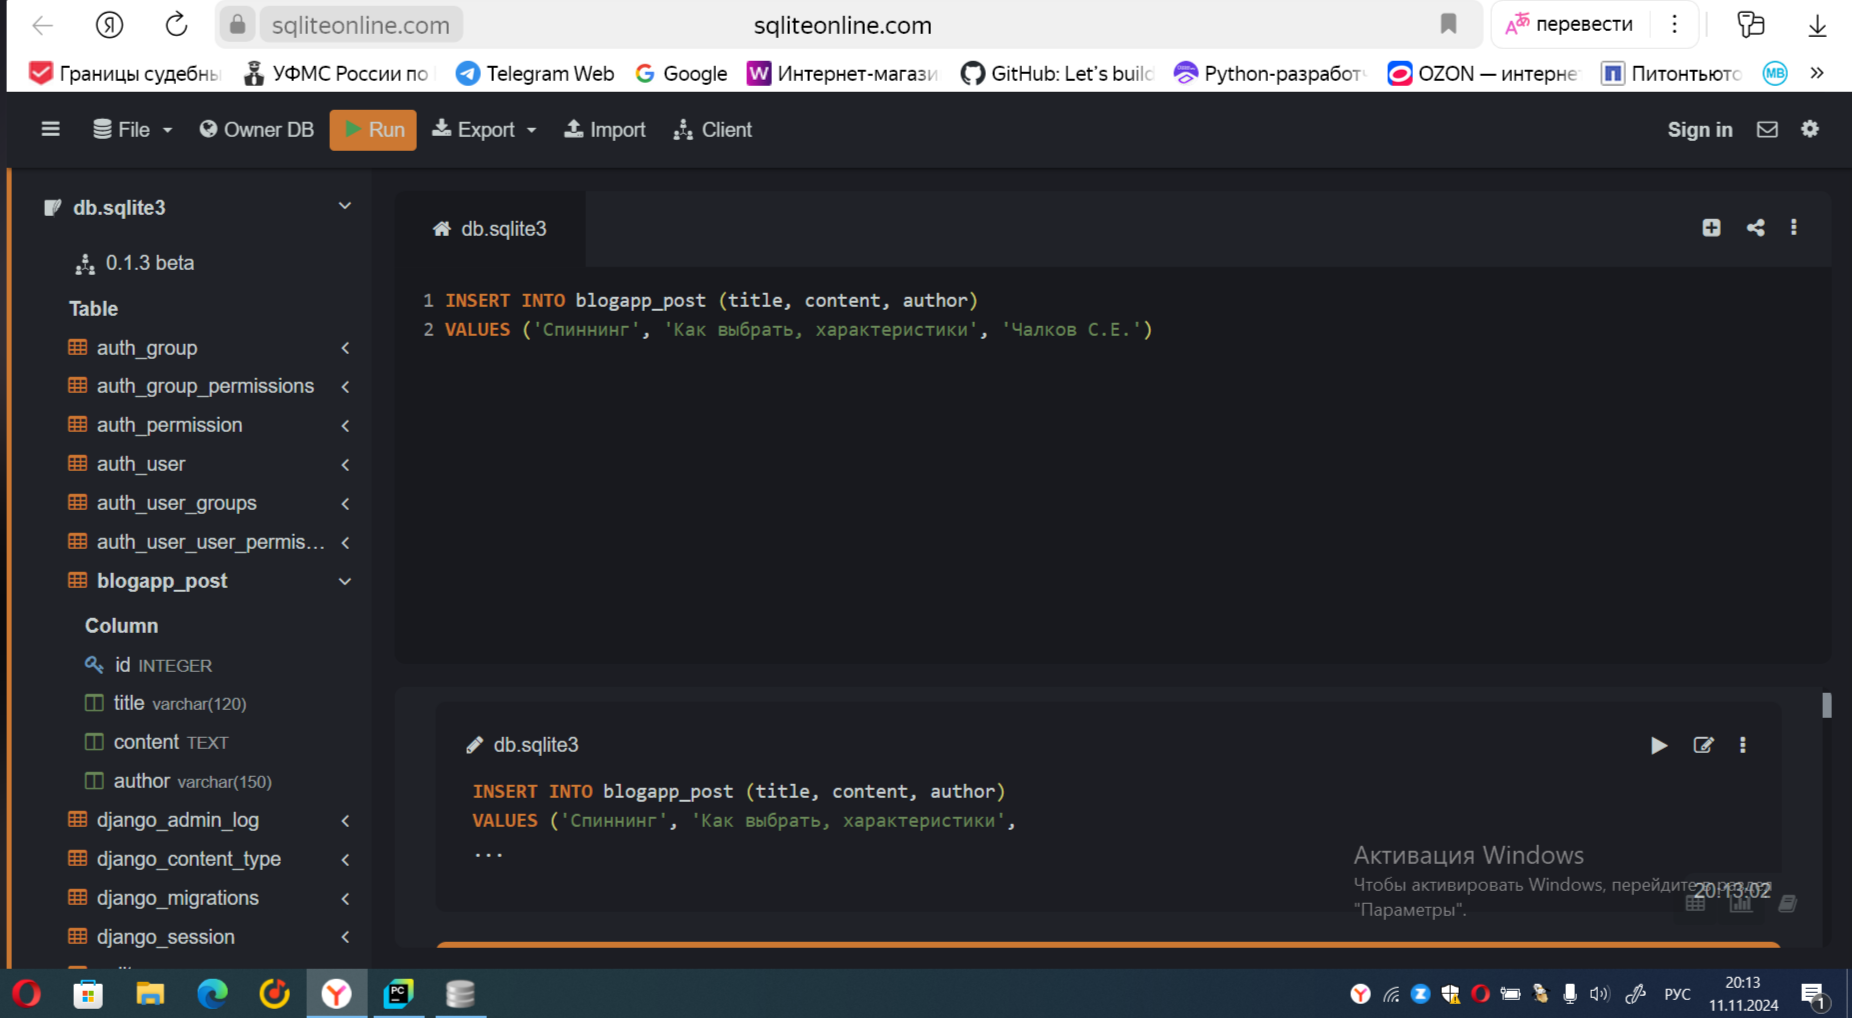 Я
sqliteonline.com
sqliteonline.com
перевести
Границы судебны
УФМС России по
Telegram Web
Google
W Интернет-магази
GitHub: Let's build
Python-разработ
OZON — интерне
П Питонтьюто
МВ
»
File
Owner DB
Run
Export
Import
Client
Sign in
db.sqlite3
0.1.3 beta
Table
auth_group
auth_group_permissions
auth_permission
auth_user
auth_user_groups
auth_user_user_permis...
blogapp_post
Column
id INTEGER
title varchar(120)
content TEXT
author varchar(150)
django_admin_log
django_content_type
django_migrations
django_session
db.sqlite3
1 INSERT INTO blogapp_post (title, content, author)
2 VALUES ('Спиннинг', 'Как выбрать, характеристики', 'Чалков С.Е.')
db.sqlite3
INSERT INTO blogapp_post (title, content, author)
VALUES ('Спиннинг', 'Как выбрать, характеристики',
...
Активация Windows
Чтобы активировать Windows, перейдите в раздел
"Параметры".
20:13:02
PC
РУС
20:13
11.11.2024
1